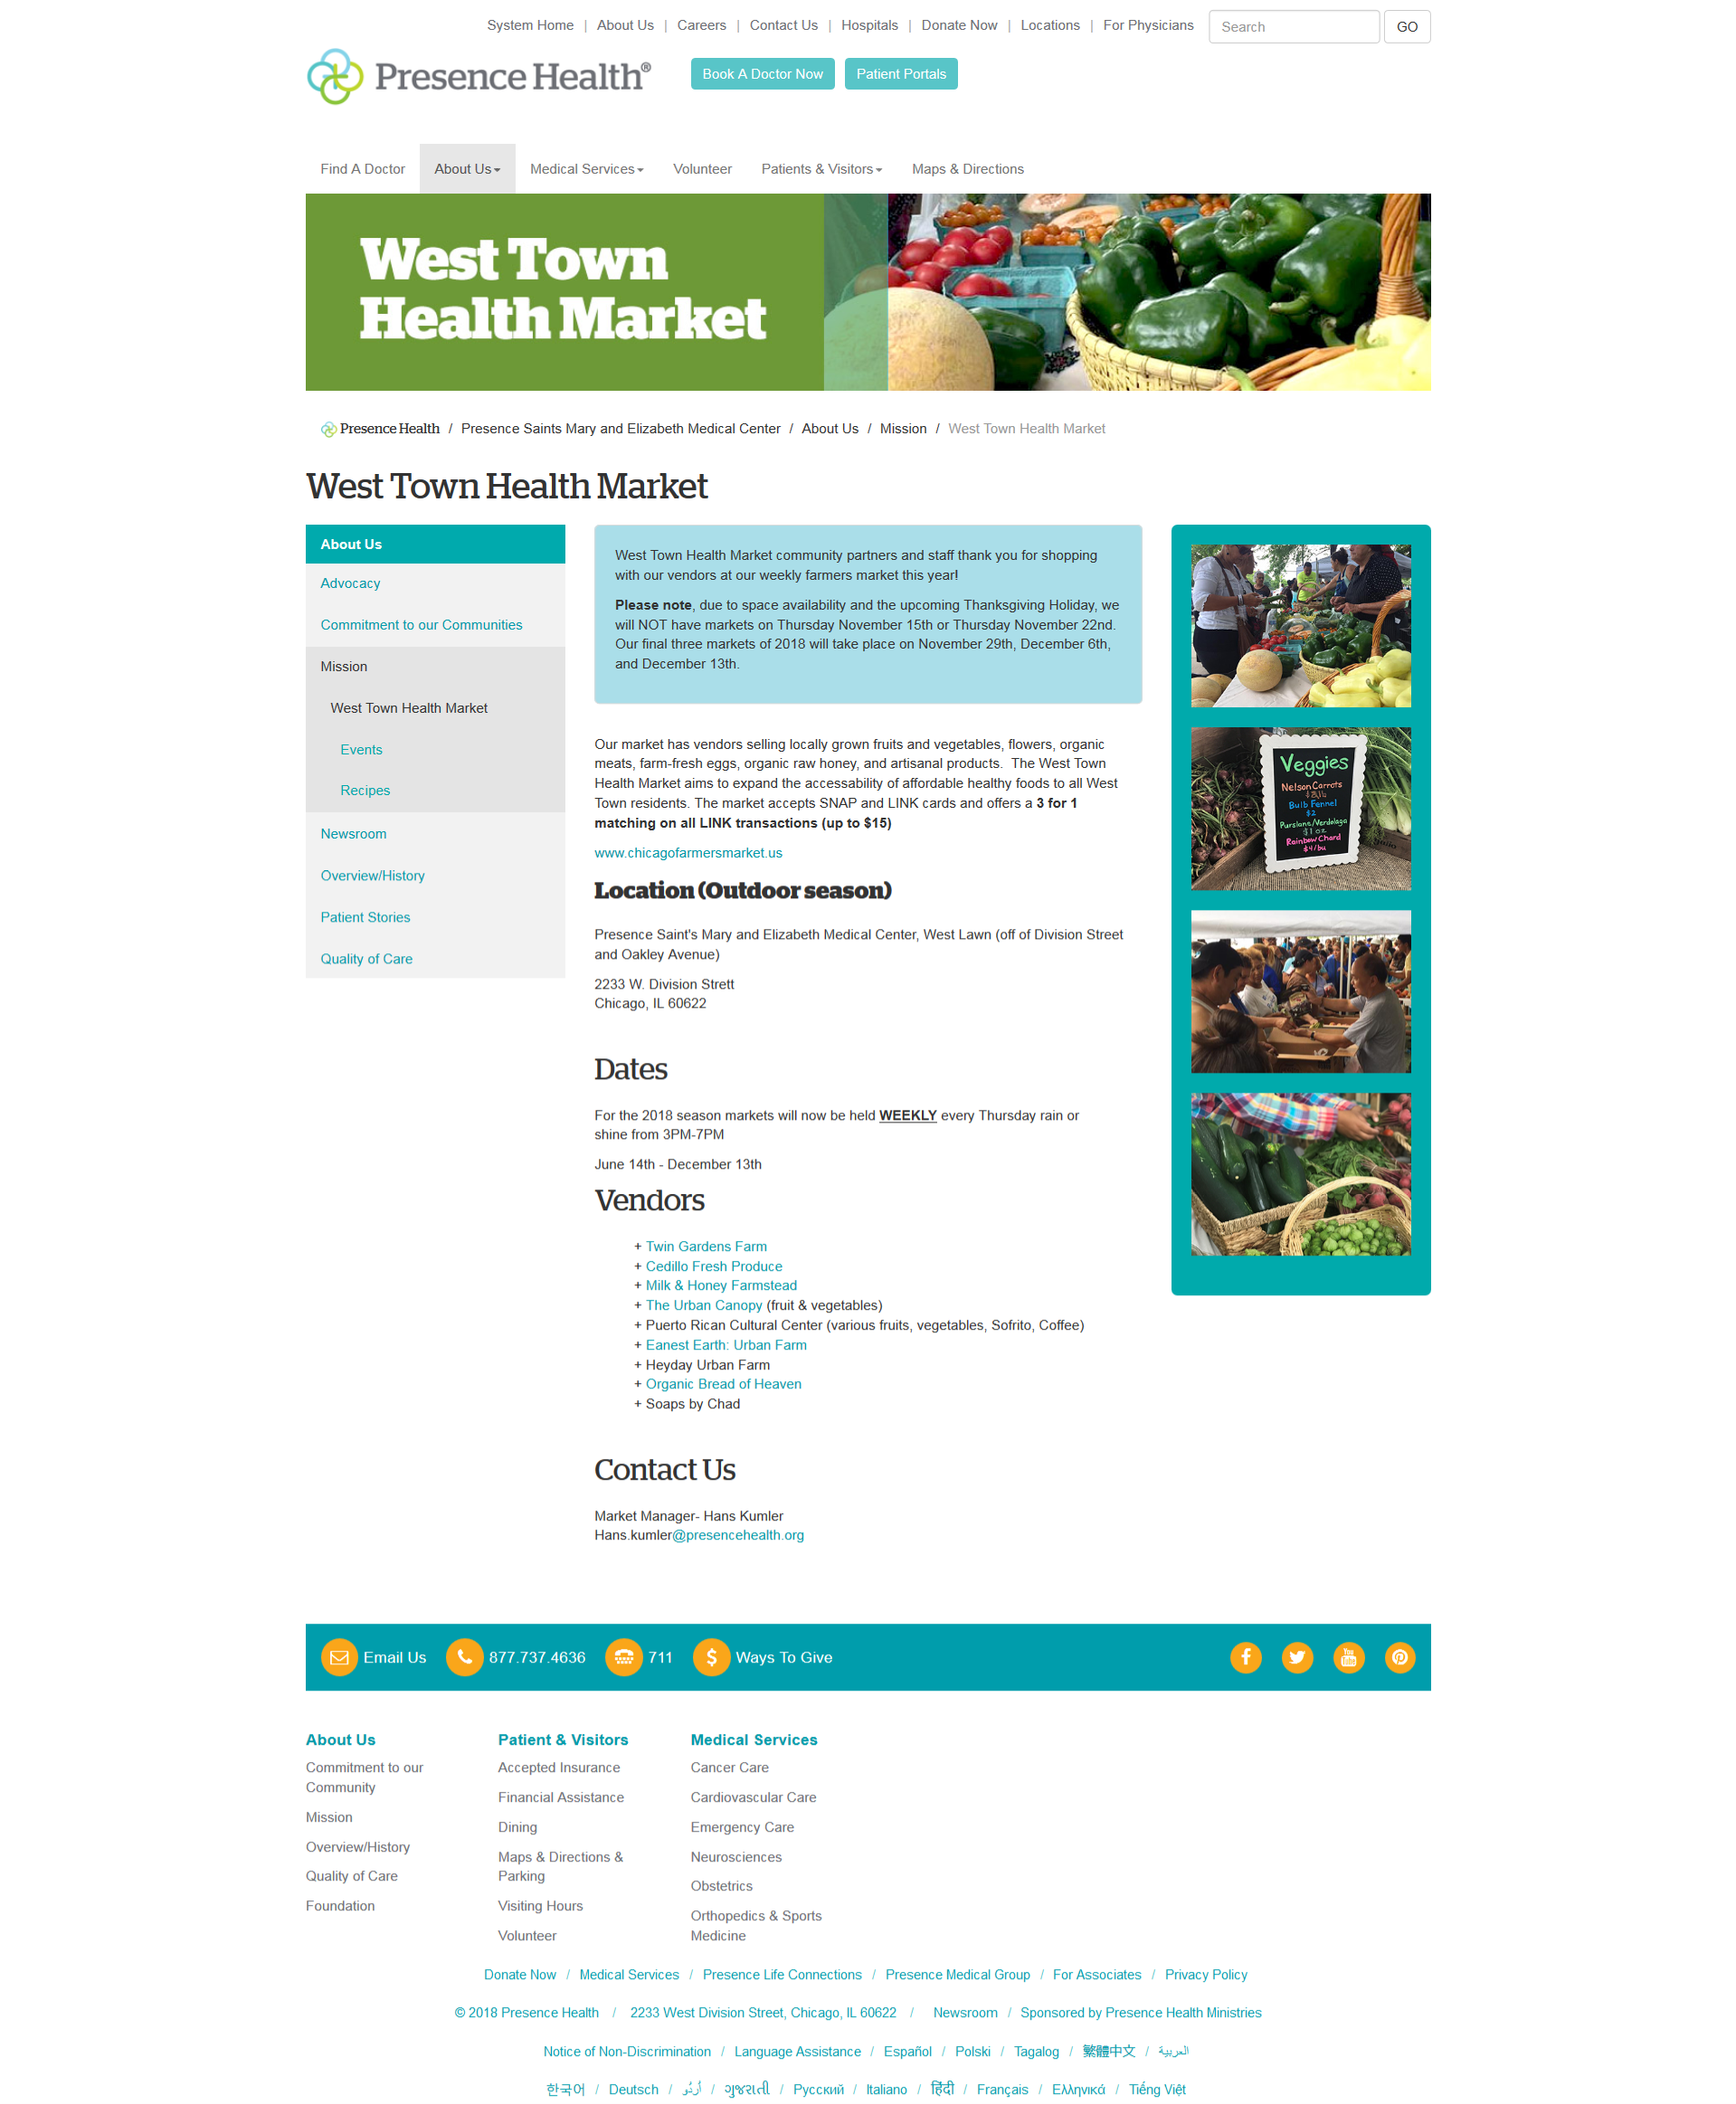 System Home | About Us | Careers | Contact Us | Hospitals | Donate Now | Locations | For Physicians Search GO
Presence Health®
Book A Doctor Now Patient Portals
Find A Doctor About Us Medical Services Volunteer Patients & Visitors Maps & Directions
West Town
Health Market
Presence Health / Presence Saints Mary and Elizabeth Medical Center / About Us / Mission / West Town Health Market
West Town Health Market
About Us
Advocacy
Commitment to our Communities
Mission
West Town Health Market
Events
Recipes
Newsroom
Overview/History
Patient Stories
Quality of Care
West Town Health Market community partners and staff thank you for shopping
with our vendors at our weekly farmers market this year!
Please note, due to space availability and the upcoming Thanksgiving Holiday, we
will NOT have markets on Thursday November 15th or Thursday November 22nd.
Our final three markets of 2018 will take place on November 29th, December 6th,
and December 13th.
Our market has vendors selling locally grown fruits and vegetables, flowers, organic
meats, farm-fresh eggs, organic raw honey, and artisanal products. The West Town
Health Market aims to expand the accessability of affordable healthy foods to all West
Town residents. The market accepts SNAP and LINK cards and offers a 3 for 1
matching on all LINK transactions (up to $15)
www.chicagofarmersmarket.us
Location (Outdoor season)
Presence Saint's Mary and Elizabeth Medical Center, West Lawn (off of Division Street
and Oakley Avenue)
2233 W. Division Strett
Chicago, IL 60622
Dates
For the 2018 season markets will now be held WEEKLY every Thursday rain or
shine from 3PM-7PM
June 14th - December 13th
Vendors
+ Twin Gardens Farm
+ Cedillo Fresh Produce
+ Milk & Honey Farmstead
+ The Urban Canopy (fruit & vegetables)
+ Puerto Rican Cultural Center (various fruits, vegetables, Sofrito, Coffee)
+ Eanest Earth: Urban Farm
+ Heyday Urban Farm
+ Organic Bread of Heaven
+ Soaps by Chad
Contact Us
Market Manager- Hans Kumler
Hans.kumler@presencehealth.org
Veggies
Nelson Carrots
Bulb Fennel
$2
Purslane/Verdolaga
$1 oz
Rainbow Chard
$4/bu
Email Us 877.737.4636 711 Ways To Give
You
Tube
About Us
Commitment to our
Community
Mission
Overview/History
Quality of Care
Foundation
Patient & Visitors
Accepted Insurance
Financial Assistance
Dining
Maps & Directions &
Parking
Visiting Hours
Volunteer
Medical Services
Cancer Care
Cardiovascular Care
Emergency Care
Neurosciences
Obstetrics
Orthopedics & Sports
Medicine
Donate Now / Medical Services / Presence Life Connections / Presence Medical Group / For Associates / Privacy Policy
© 2018 Presence Health / 2233 West Division Street, Chicago, IL 60622 / Newsroom / Sponsored by Presence Health Ministries
Notice of Non-Discrimination / Language Assistance / Español / Polski / Tagalog / 繁體中文 / العربية
한국어 / Deutsch / اُردُو / ગુજરાતી / Русский / Italiano / हिंदी / Français / Ελληνικά / Tiếng Việt